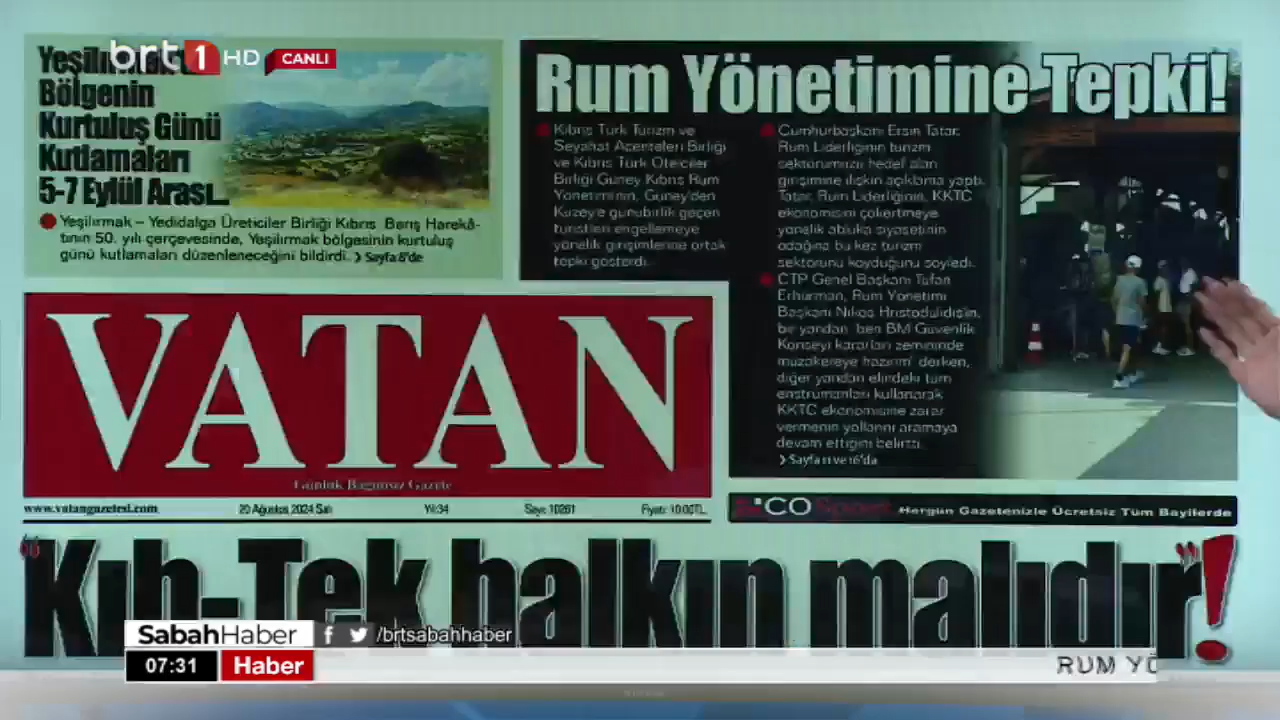 brt 1 HD CANLI
Bölgenin
Kurtuluş Günü
Kutlamaları
5-7 Eylül Arası...
Yeşilırmak – Yedidalga Üreticiler Birliği Kıbrıs Barış Harekâ-
tının 50. yılı çerçevesinde, Yeşilırmak bölgesinin kurtuluş
günü kutlamaları düzenleneceğini bildirdi. Sayfa 8'de
Rum Yönetimine Tepki!
Kıbrıs Türk Turizm ve
Seyahat Acenteleri Birliği
ve Kıbrıs Türk Otelciler
Birliği Güney Kıbrıs Rum
Yönetiminin, Güney'den
Kuzey'e günübirlik geçen
turistleri engellemeye
yönelik girişimlerine ortak
tepki gösterdi.
Cumhurbaşkanı Ersin Tatar,
Rum Liderliğinin turizm
sektörümüzü hedef alan
girişimine ilişkin açıklama yaptı.
Tatar, Rum Liderliğinin, KKTC
ekonomisini çökertmeye
yönelik abluka siyasetinin
odağına bu kez turizm
sektörünü koyduğunu söyledi.
CTP Genel Başkanı Tufan
Erhürman, Rum Yönetimi
Başkanı Nikos Hristodulidis'in,
bir yandan 'ben BM Güvenlik
Konseyi kararları zemininde
müzakereye hazırım' derken,
diğer yandan elindeki tüm
enstrümanları kullanarak
KKTC ekonomisine zarar
vermenin yollarını aramaya
devam ettiğini belirtti.
VATAN
Günlük Bağımsız Gazete
www.vatangazetesi.com 20 Ağustos 2024 Salı Yıl:34 Sayı: 10261 Fiyatı: 10.00TL
Hergün Gazetenizle Ücretsiz Tüm Bayilerde
"Kıb-Tek halkın malıdır"!
SabahHaber f /brtsabahhaber
07:31 Haber
RUM YÖ